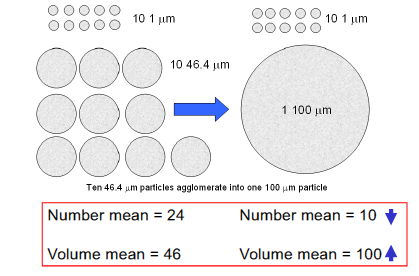 10 1 µm
10 1 µm
10 46.4 µm
1 100 µm
Ten 46.4 µm particles agglomerate into one 100 µm particle
Number mean = 24
Number mean = 10
Volume mean = 46
Volume mean = 100